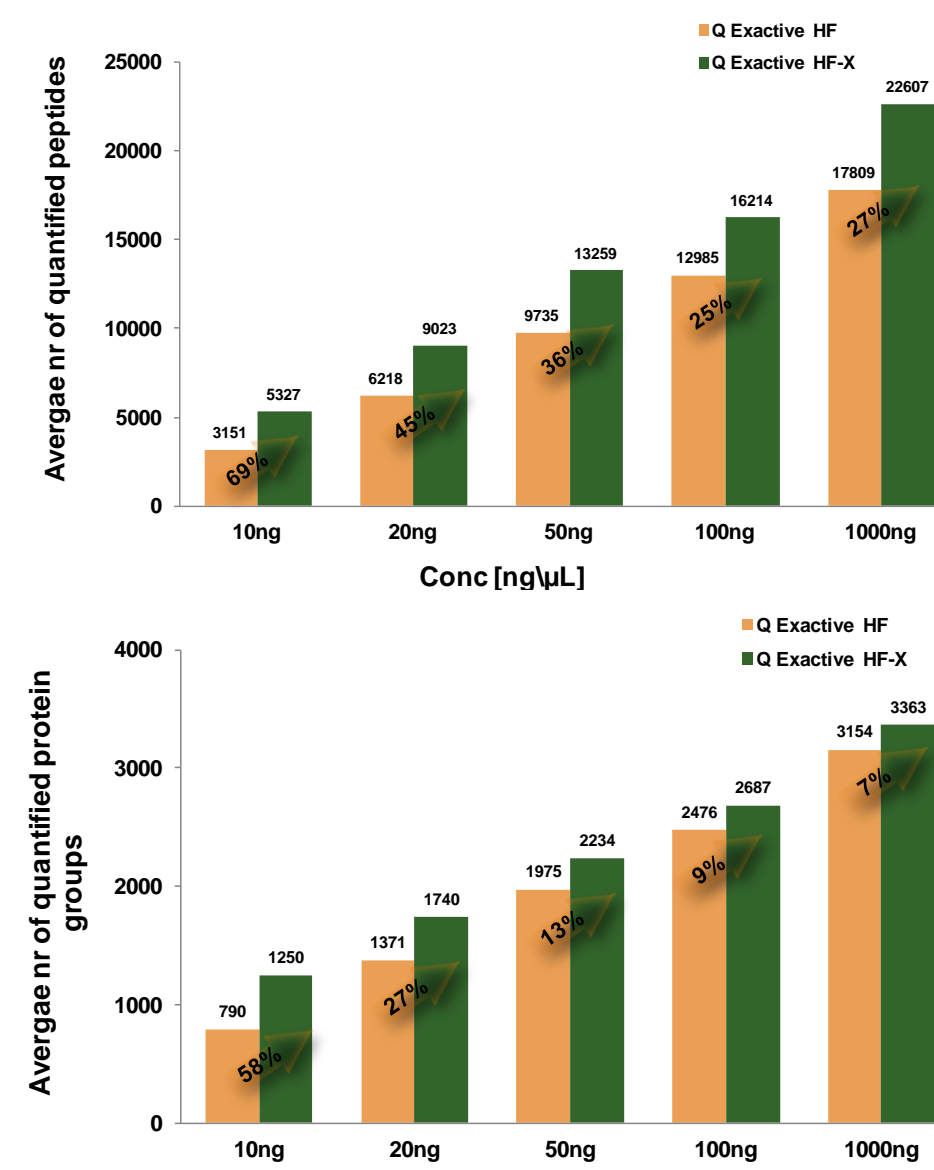 Q Exactive HF
Q Exactive HF-X
Avergae nr of quantified peptides
25000
20000
15000
10000
5000
0
3151
5327
69%
6218
9023
45%
9735
13259
36%
12985
16214
25%
17809
22607
27%
10ng
20ng
50ng
100ng
1000ng
Conc [ng\µL]
Q Exactive HF
Q Exactive HF-X
Avergae nr of quantified protein
groups
4000
3000
2000
1000
0
790
1250
58%
1371
1740
27%
1975
2234
13%
2476
2687
9%
3154
3363
7%
10ng
20ng
50ng
100ng
1000ng